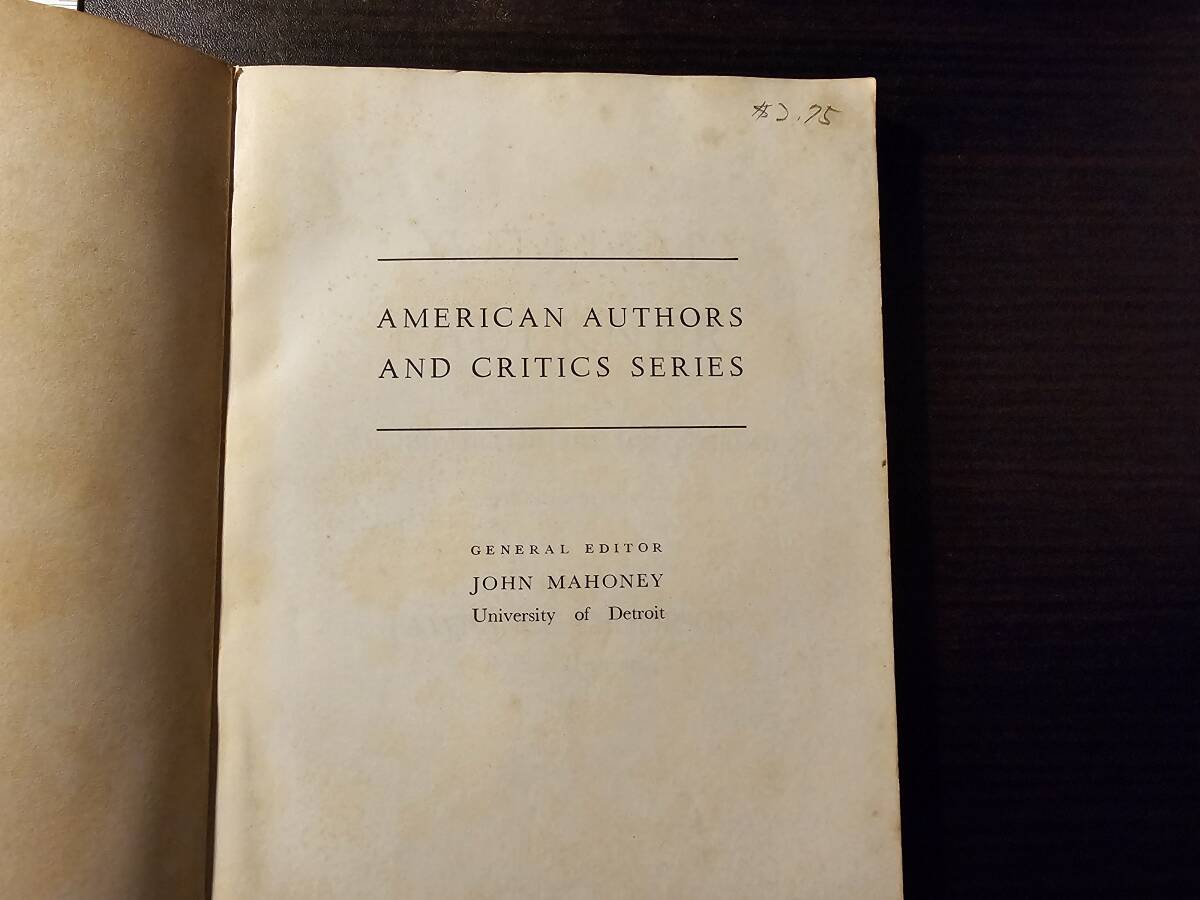 $2.75
AMERICAN AUTHORS
AND CRITICS SERIES
GENERAL EDITOR
JOHN MAHONEY
University of Detroit